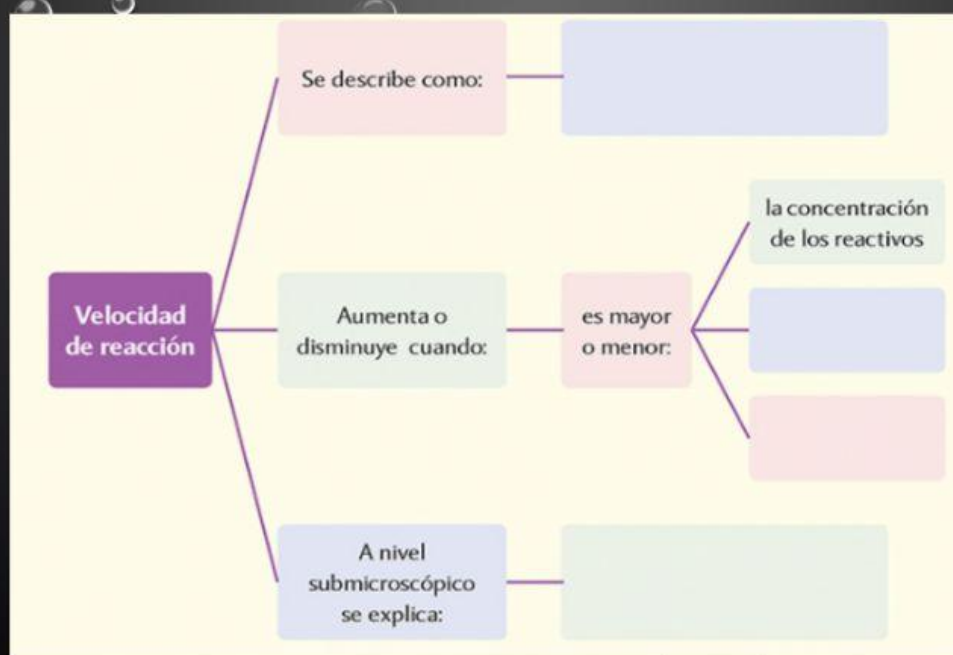 Se describe como:
la concentración
de los reactivos
Velocidad
de reacción
Aumenta o
disminuye cuando:
es mayor
o menor:
A nivel
submicroscópico
se explica: